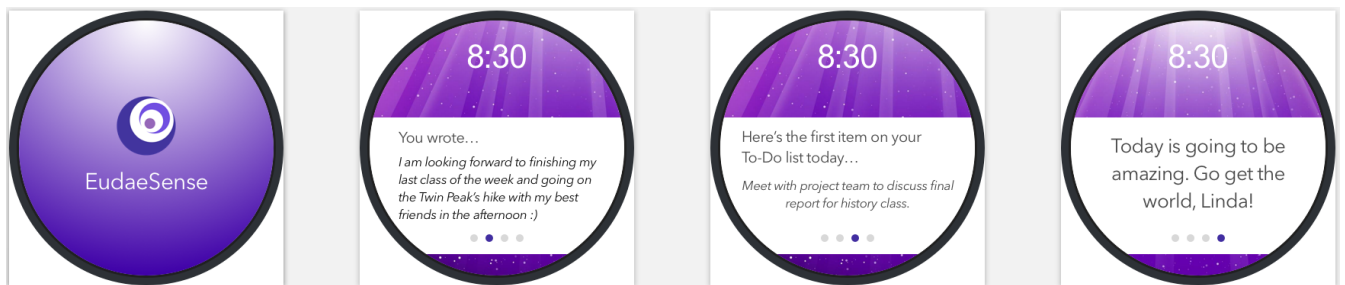 EudaeSense
8:30
You wrote…
I am looking forward to finishing my
last class of the week and going on
the Twin Peak's hike with my best
friends in the afternoon :)
8:30
Here's the first item on your
To-Do list today…
Meet with project team to discuss final
report for history class.
8:30
Today is going to be
amazing. Go get the
world, Linda!